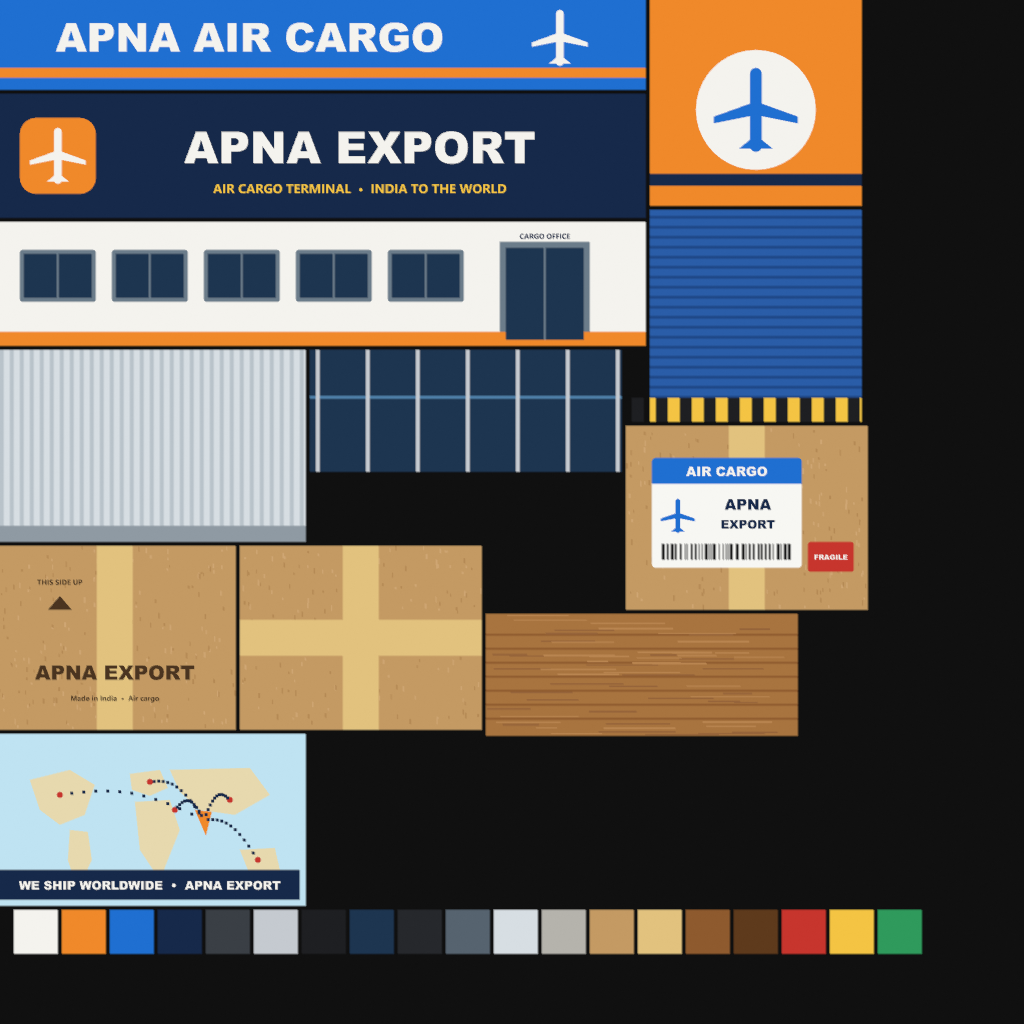 APNA AIR CARGO
APNA EXPORT
AIR CARGO TERMINAL • INDIA TO THE WORLD
CARGO OFFICE
AIR CARGO
APNA
EXPORT
FRAGILE
THIS SIDE UP
APNA EXPORT
Made in India • Air cargo
WE SHIP WORLDWIDE • APNA EXPORT